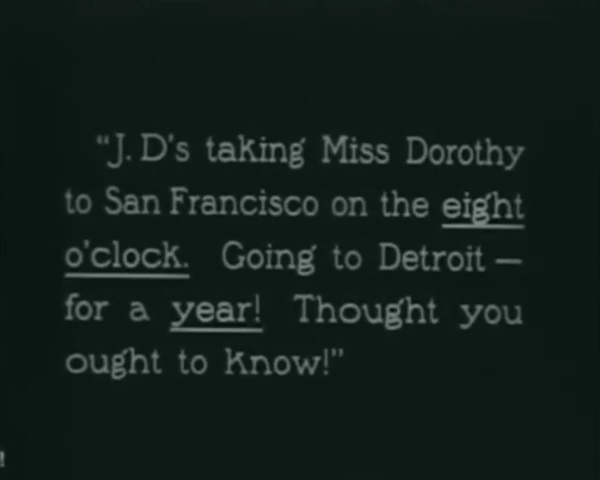 "J.D's taking Miss Dorothy
to San Francisco on the eight
o'clock. Going to Detroit —
for a year! Thought you
ought to know!"
!